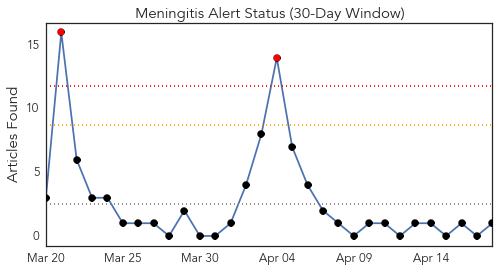 Meningitis Alert Status (30-Day Window)
Articles Found
15
10
5
0
Mar 20 Mar 25 Mar 30 Apr 04 Apr 09 Apr 14